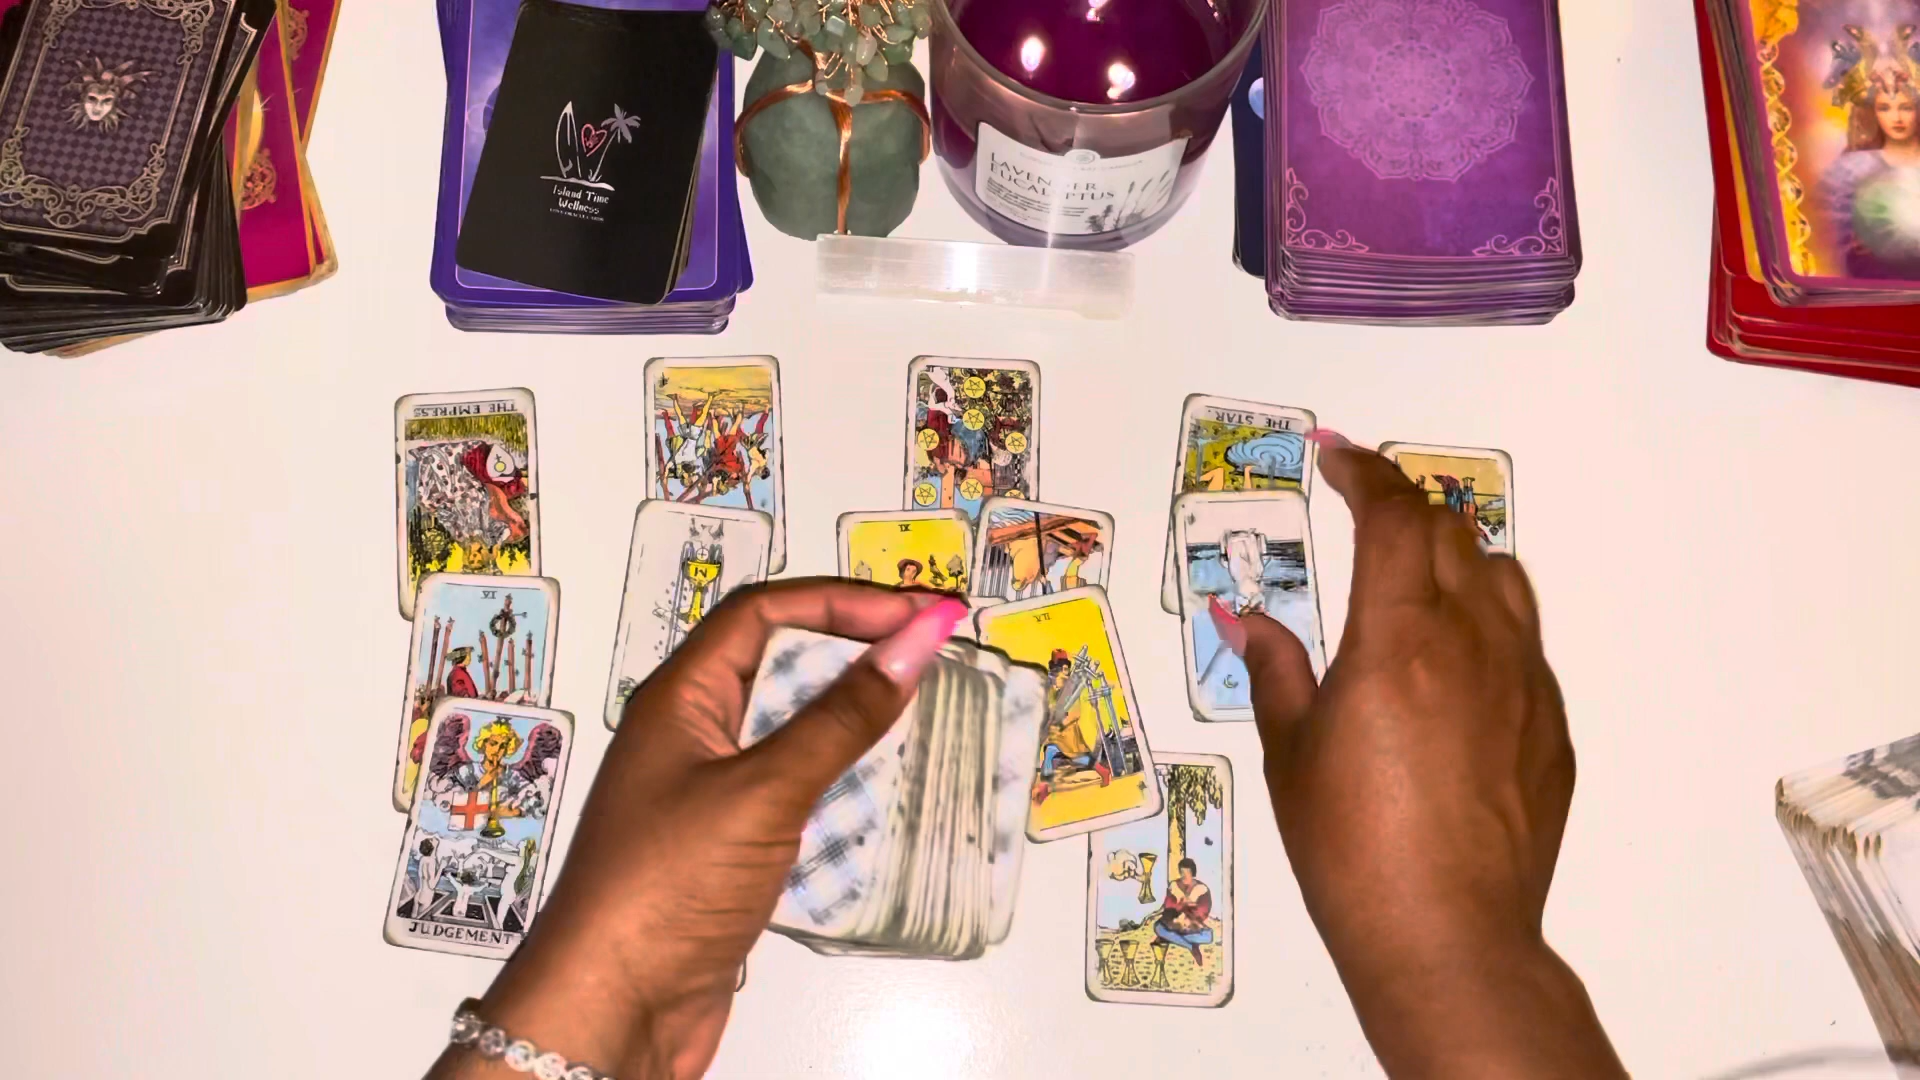 Island Time
Wellness
LAVENDER
EUCALYPTUS
THE EMPRESS
THE STAR.
X
IX
VI
VII
JUDGEMENT